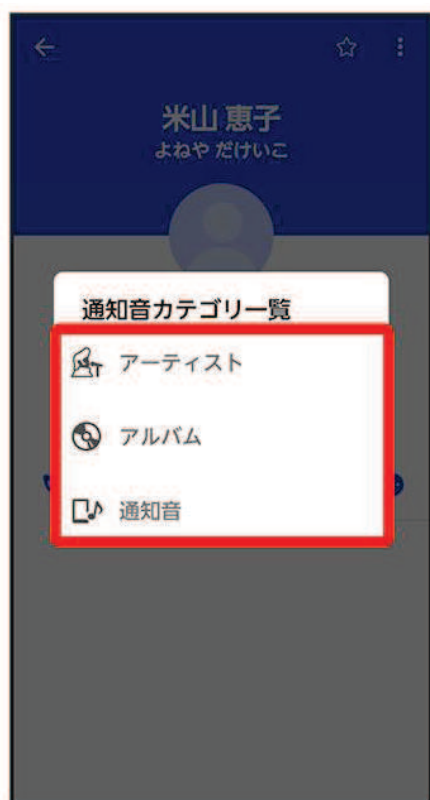 米山 恵子
よねや だけいこ
通知音カテゴリ一覧
アーティスト
アルバム
通知音